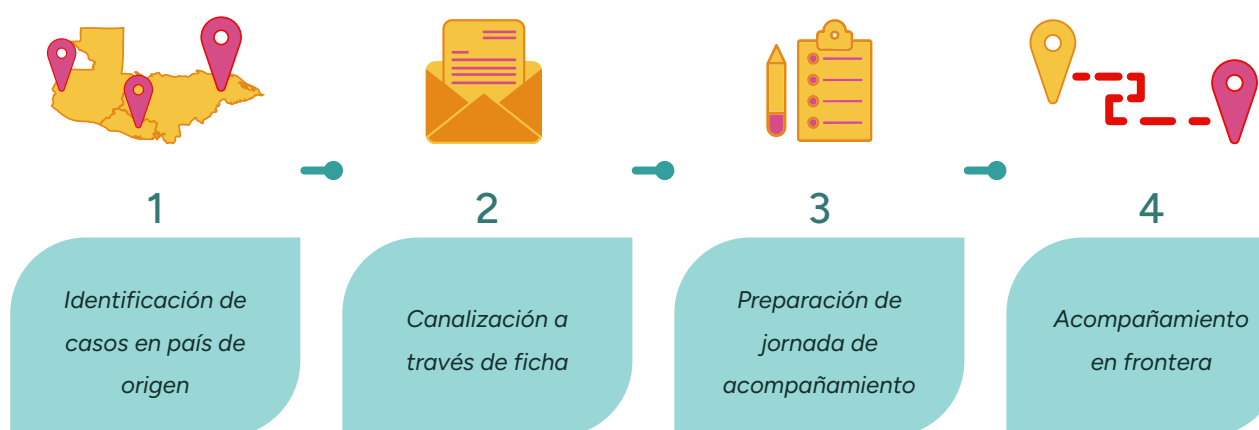 1
Identificación de
casos en país de
origen
2
Canalización a
través de ficha
3
Preparación de
jornada de
acompañamiento
4
Acompañamiento
en frontera